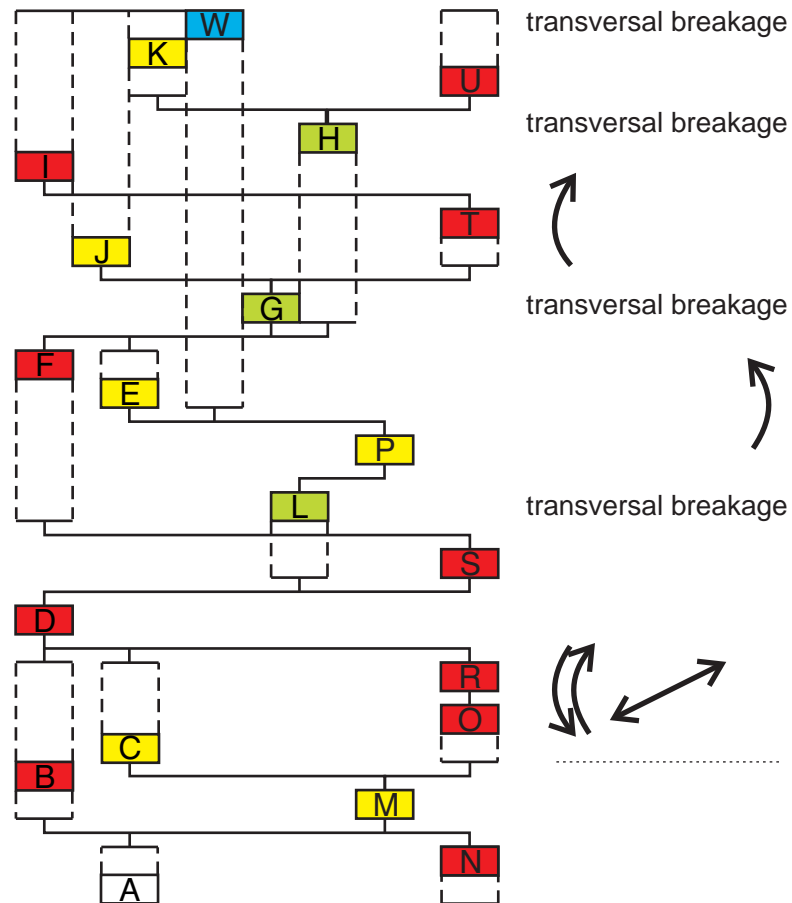 W transversal breakage
K
U
transversal breakage
H
I
T
J
G transversal breakage
F
E
P
L transversal breakage
S
D
R
O
C
B
M
N
A